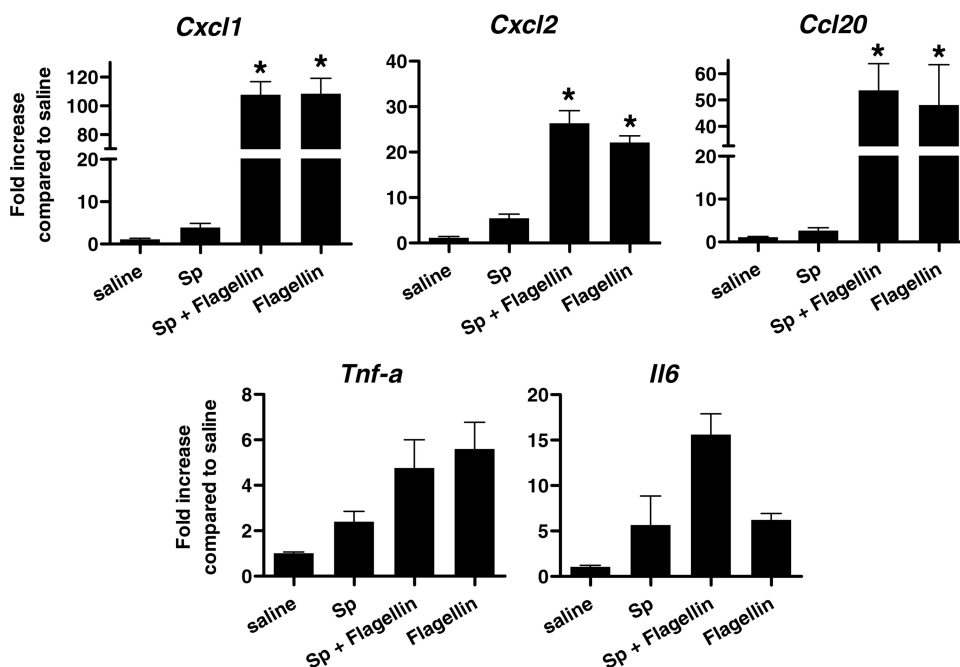 Cxcl1
Cxcl2
Ccl20
Fold increase
compared to saline
120
100
80
60
20
10
0
*
*
saline
Sp
Sp + Flagellin
Flagellin
40
30
20
10
0
*
*
saline
Sp
Sp + Flagellin
Flagellin
60
50
40
20
10
0
*
*
saline
Sp
Sp + Flagellin
Flagellin
Tnf-a
Il6
Fold increase
compared to saline
8
6
4
2
0
saline
Sp
Sp + Flagellin
Flagellin
20
15
10
5
0
saline
Sp
Sp + Flagellin
Flagellin